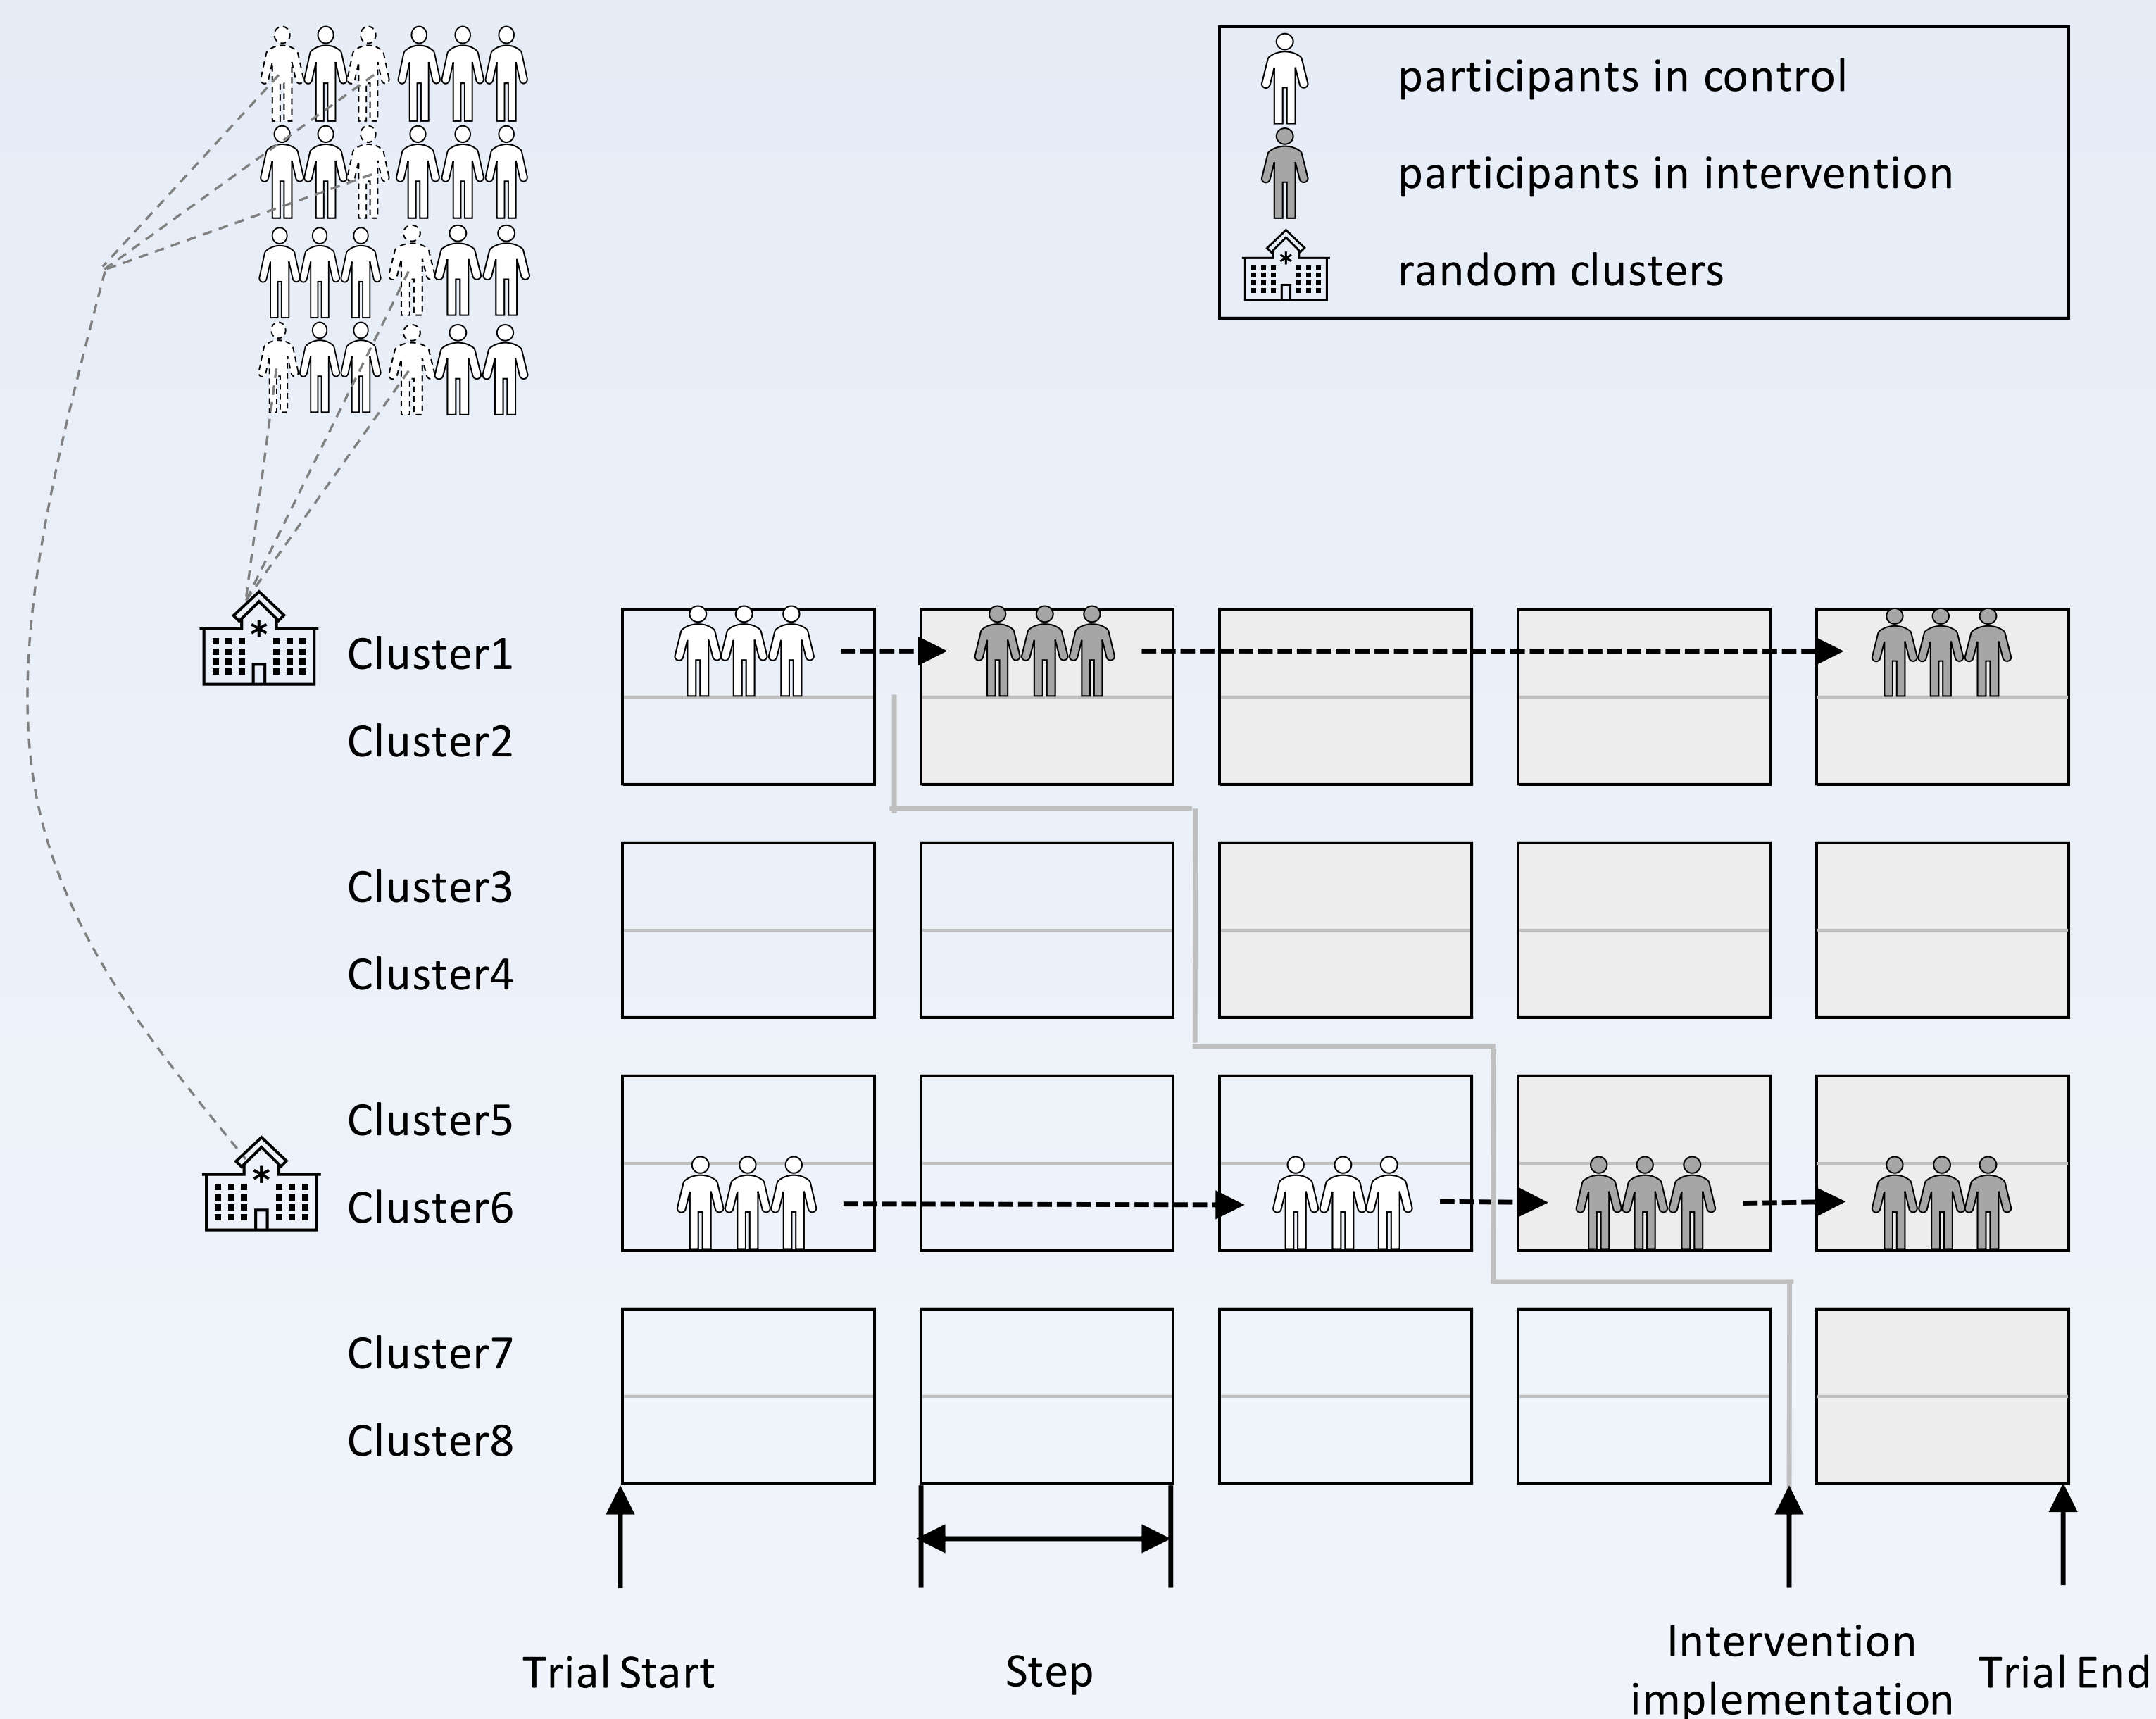 participants in control
participants in intervention
random clusters
Cluster1
Cluster2
Cluster3
Cluster4
Cluster5
Cluster6
Cluster7
Cluster8
Trial Start
Step
Intervention
implementation
Trial End